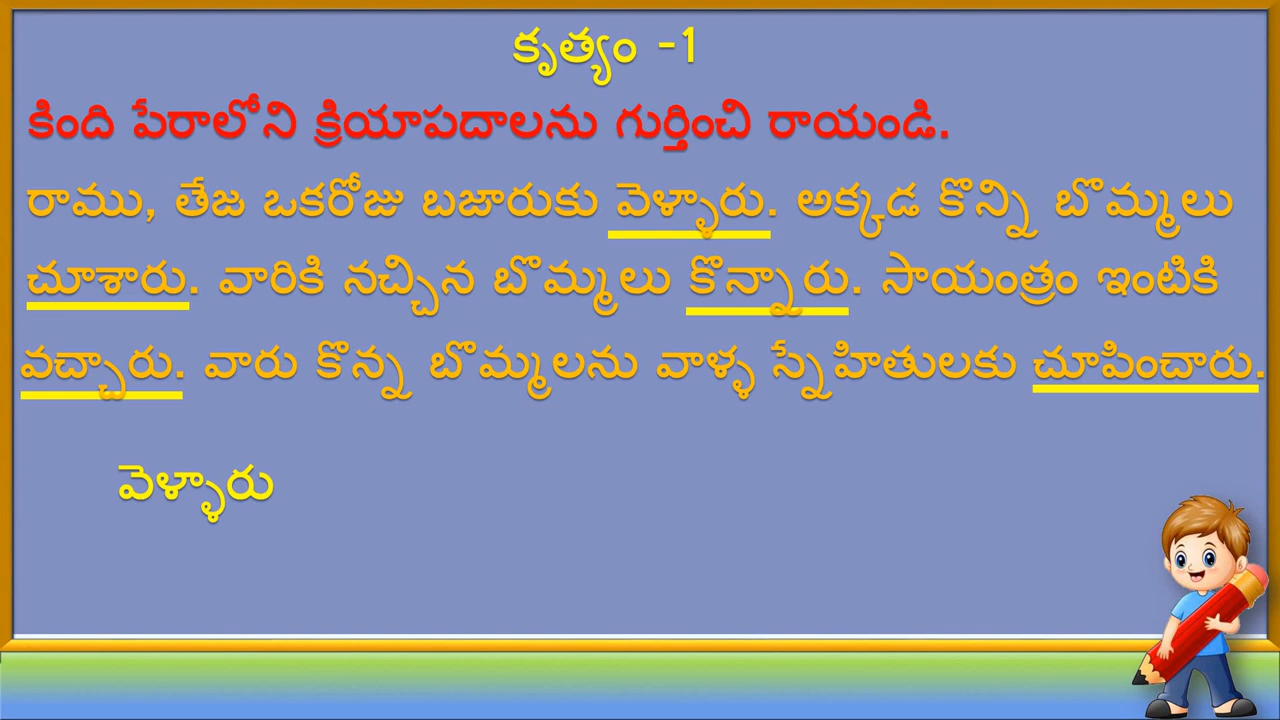 కృత్యం -1
కింది పేరాలోని క్రియాపదాలను గుర్తించి రాయండి.
రాము, తేజ ఒకరోజు బజారుకు వెళ్ళారు. అక్కడ కొన్ని బొమ్మలు
చూశారు. వారికి నచ్చిన బొమ్మలు కొన్నారు. సాయంత్రం ఇంటికి
వచ్చారు. వారు కొన్న బొమ్మలను వాళ్ళ స్నేహితులకు చూపించారు.
వెళ్ళారు